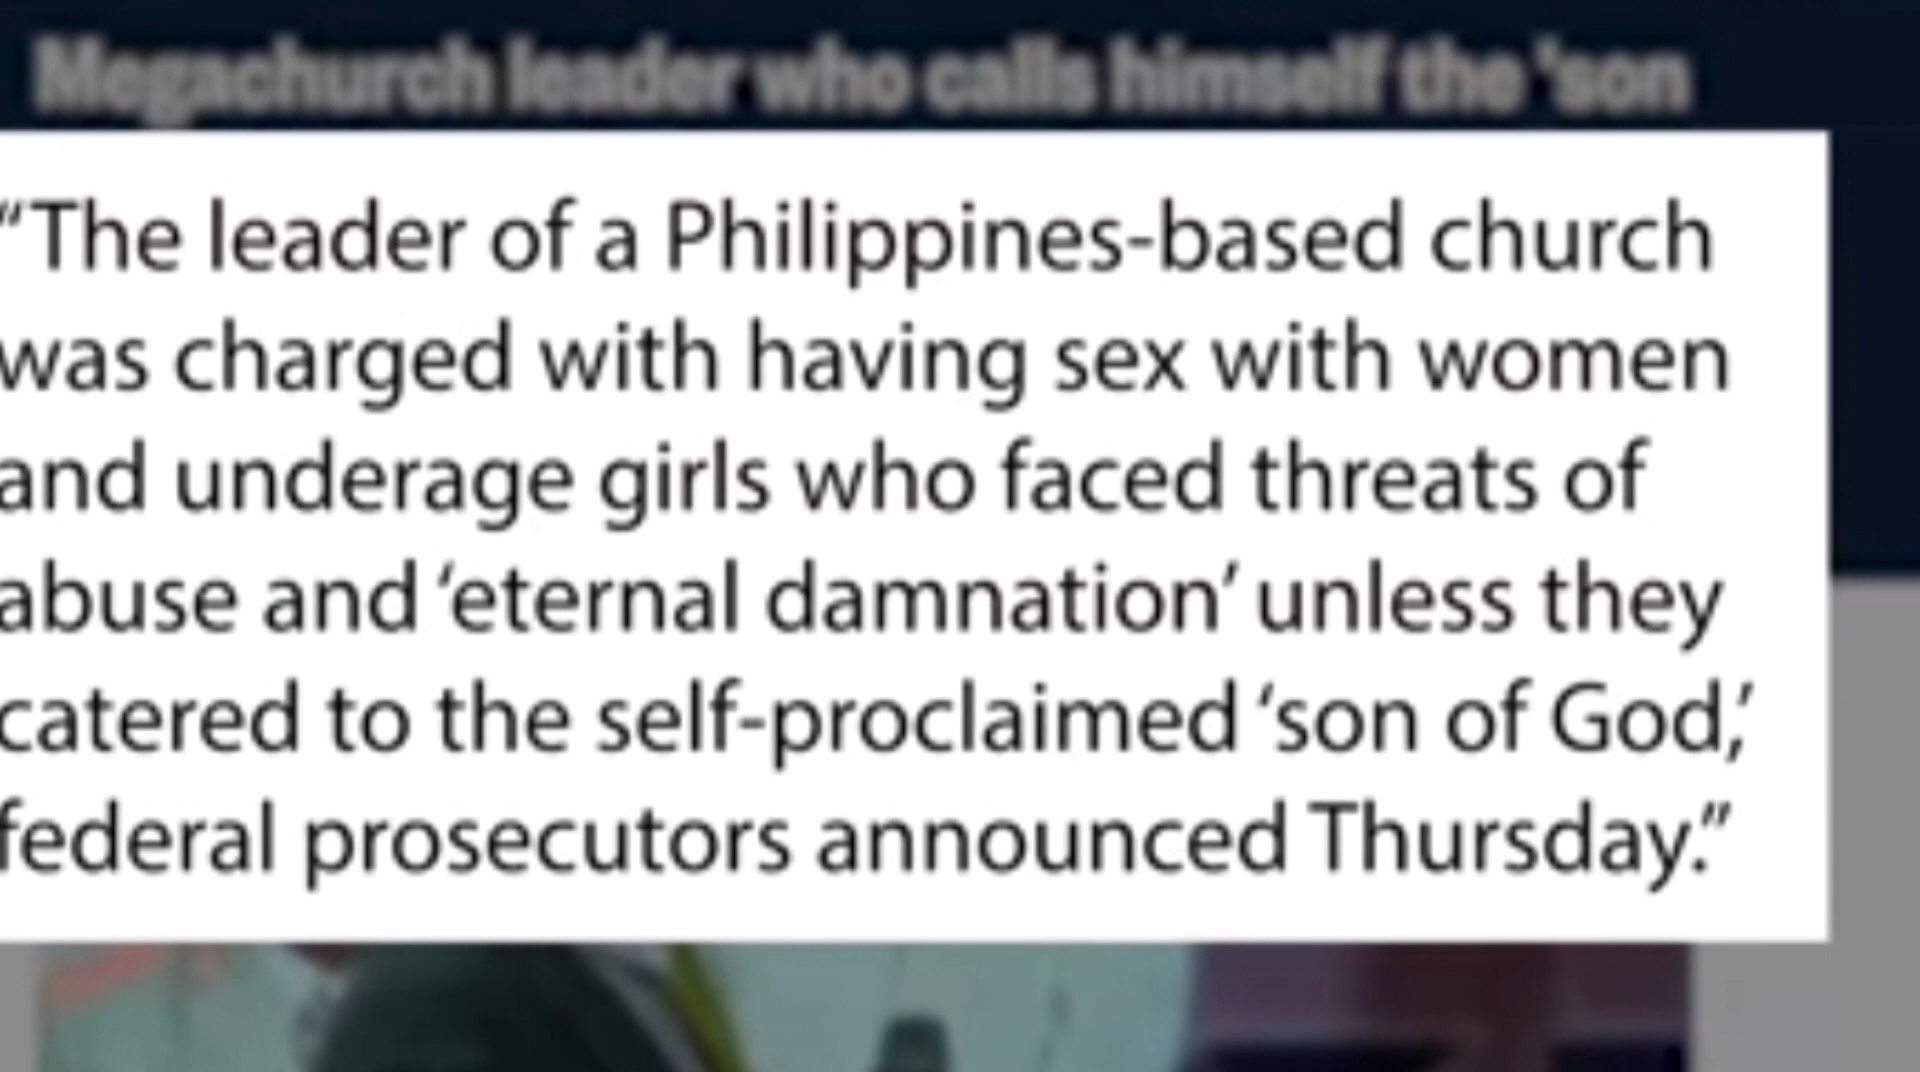 Megachurch leader who calls himself the 'son
“The leader of a Philippines-based church
was charged with having sex with women
and underage girls who faced threats of
abuse and ‘eternal damnation’ unless they
catered to the self-proclaimed ‘son of God,’
federal prosecutors announced Thursday.”